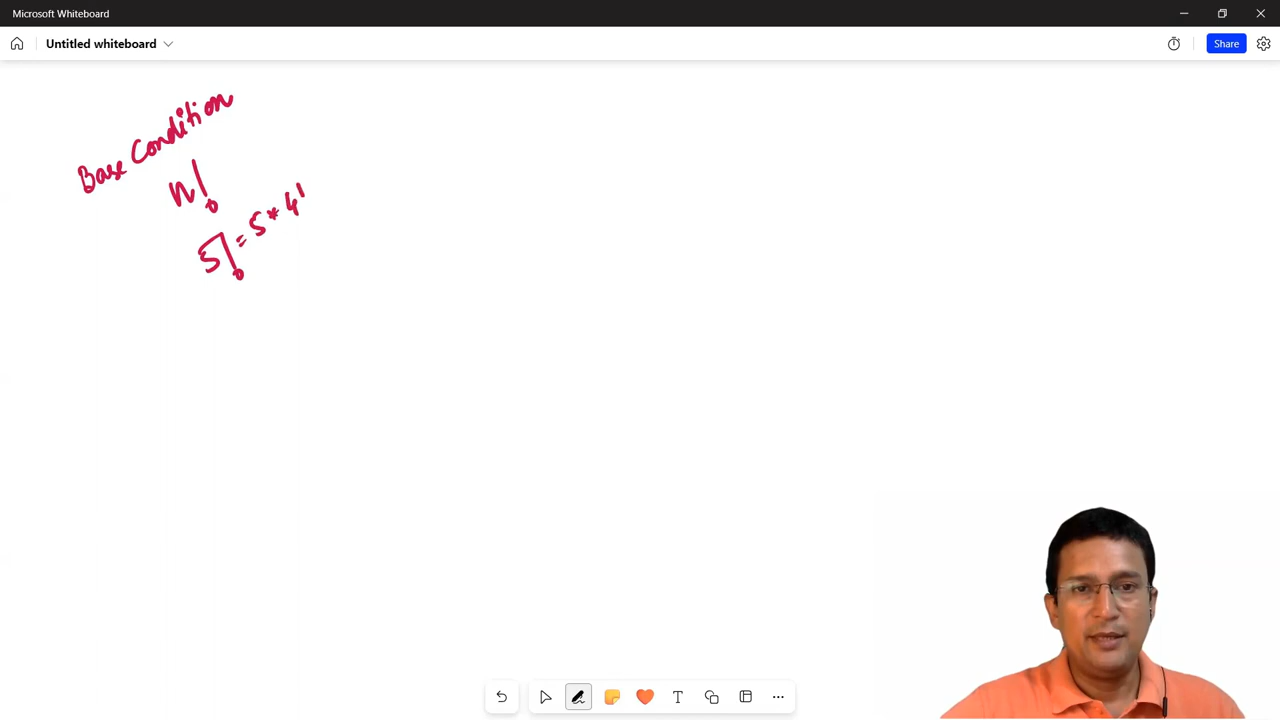 Microsoft Whiteboard
Untitled whiteboard
Share
Base Condition
n!
5! = 5 * 4!
T